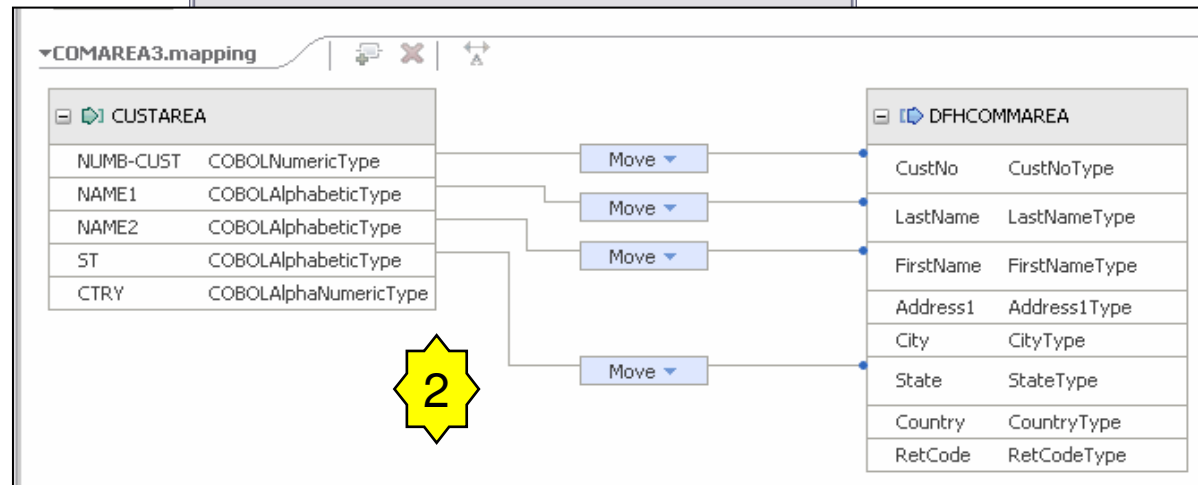 COMAREA3.mapping
A
CUSTAREA
NUMB-CUST COBOLNumericType
NAME1 COBOLAlphabeticType
NAME2 COBOLAlphabeticType
ST COBOLAlphabeticType
CTRY COBOLAlphaNumericType
Move
Move
Move
Move
2
DFHCOMMAREA
CustNo CustNoType
LastName LastNameType
FirstName FirstNameType
Address1 Address1Type
City CityType
State StateType
Country CountryType
RetCode RetCodeType